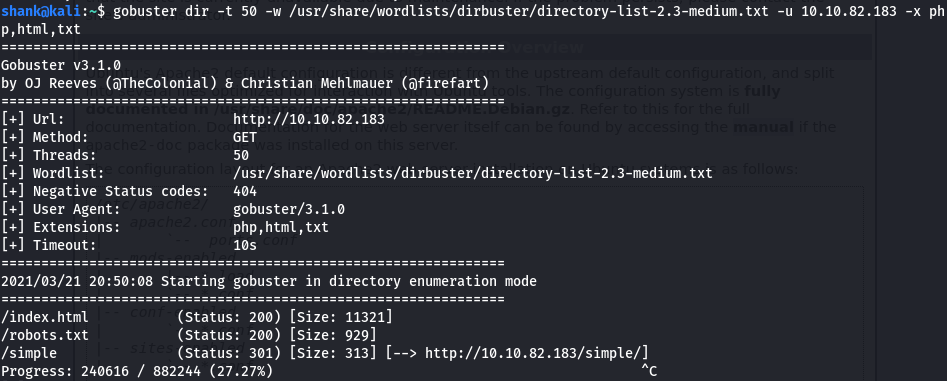 shank@kali:~$ gobuster dir -t 50 -w /usr/share/wordlists/dirbuster/directory-list-2.3-medium.txt -u 10.10.82.183 -x ph
p,html,txt
===============================================================
Gobuster v3.1.0
by OJ Reeves (@TheColonial) & Christian Mehlmauer (@firefart)
===============================================================
[+] Url:                     http://10.10.82.183
[+] Method:                  GET
[+] Threads:                 50
[+] Wordlist:                /usr/share/wordlists/dirbuster/directory-list-2.3-medium.txt
[+] Negative Status codes:   404
[+] User Agent:              gobuster/3.1.0
[+] Extensions:              php,html,txt
[+] Timeout:                 10s
===============================================================
2021/03/21 20:50:08 Starting gobuster in directory enumeration mode
===============================================================
/index.html           (Status: 200) [Size: 11321]
/robots.txt           (Status: 200) [Size: 929]
/simple               (Status: 301) [Size: 313] [--> http://10.10.82.183/simple/]
Progress: 240616 / 882244 (27.27%)                                              ^C